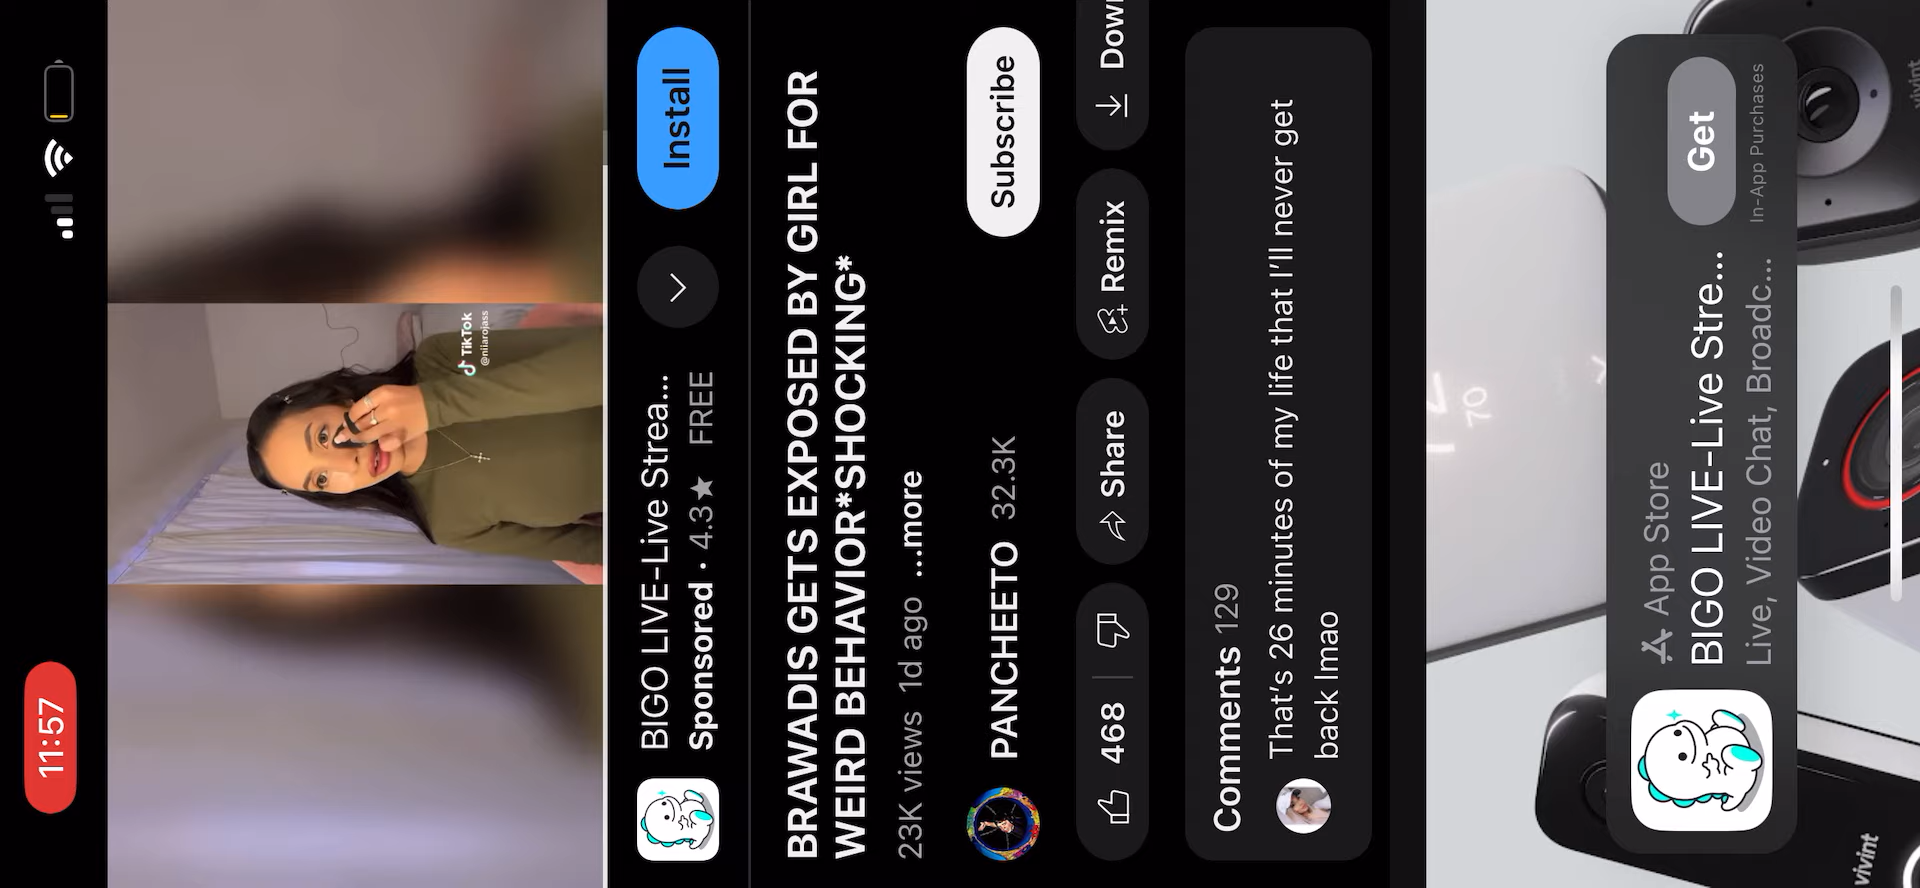 11:57
TikTok
@niiarojass
BIGO LIVE-Live Strea...
Sponsored · 4.3★ FREE
Install
BRAWADIS GETS EXPOSED BY GIRL FOR
WEIRD BEHAVIOR*SHOCKING*
23K views 1d ago ...more
PANCHEETO 32.3K
Subscribe
468
Share
Remix
Down
Comments 129
That's 26 minutes of my life that I'll never get
back lmao
70
App Store
BIGO LIVE-Live Stre...
Live, Video Chat, Broadc...
Get
In-App Purchases
vivint
vivint